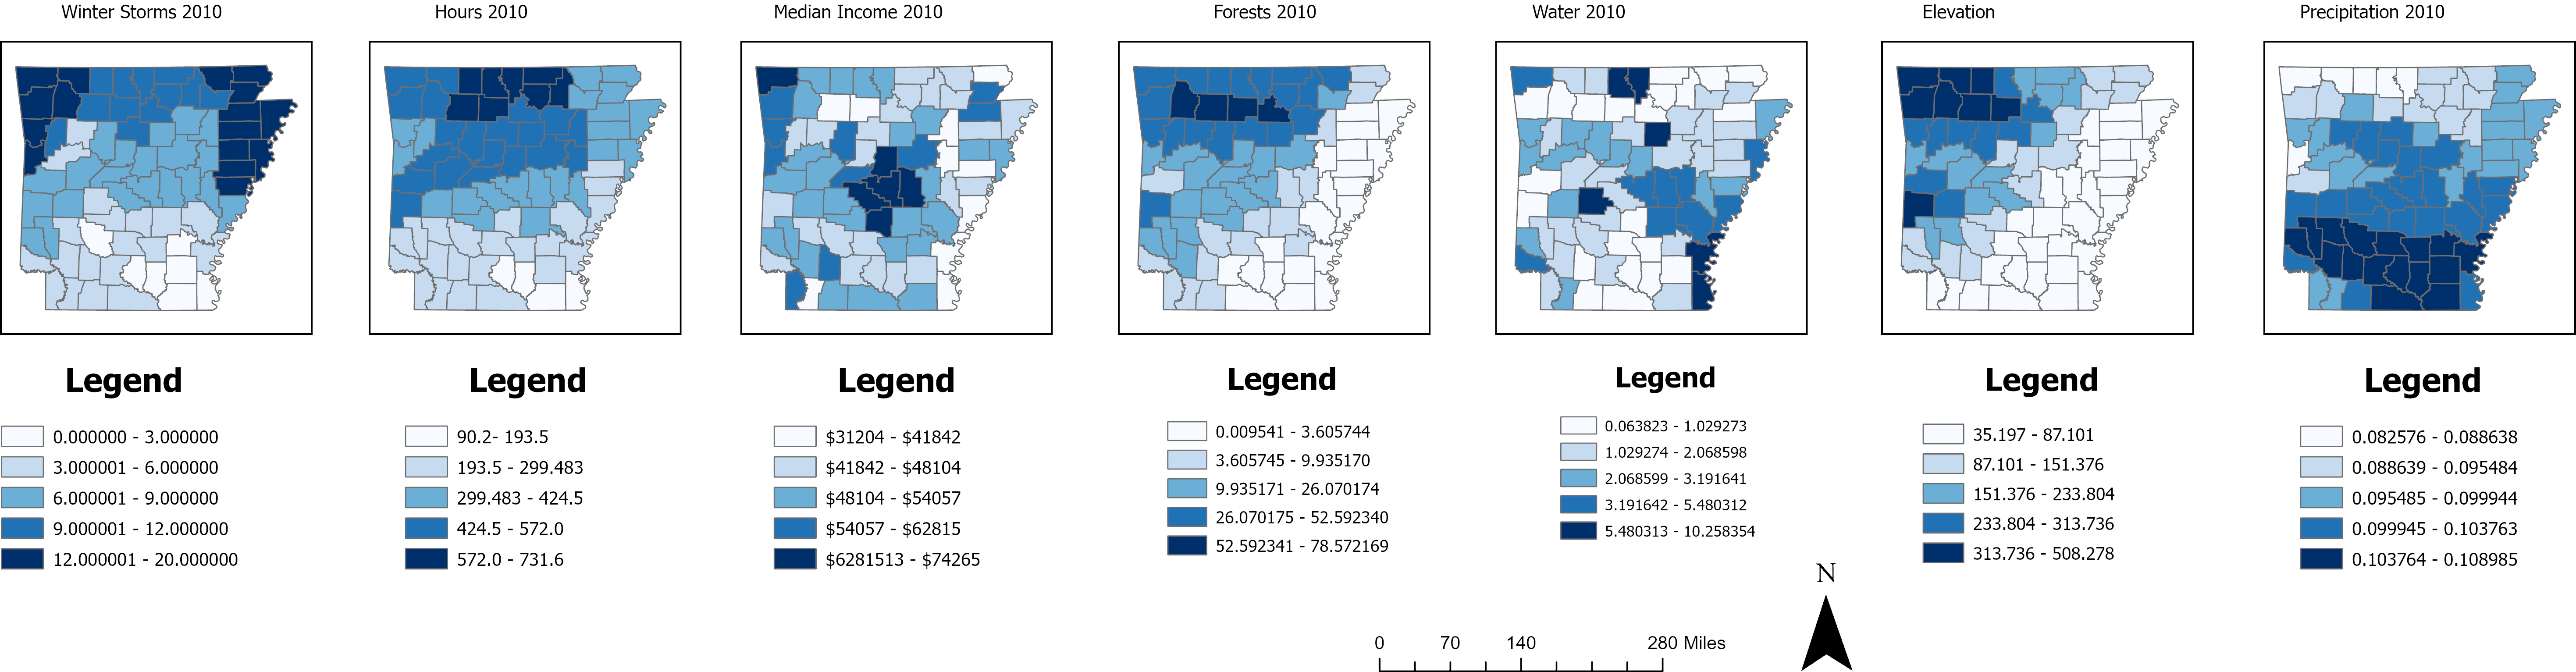 Winter Storms 2010
Hours 2010
Median Income 2010
Forests 2010
Water 2010
Elevation
Precipitation 2010
Legend
0.000000 - 3.000000
3.000001 - 6.000000
6.000001 - 9.000000
9.000001 - 12.000000
12.000001 - 20.000000
Legend
90.2- 193.5
193.5 - 299.483
299.483 - 424.5
424.5 - 572.0
572.0 - 731.6
Legend
$31204 - $41842
$41842 - $48104
$48104 - $54057
$54057 - $62815
$6281513 - $74265
Legend
0.009541 - 3.605744
3.605745 - 9.935170
9.935171 - 26.070174
26.070175 - 52.592340
52.592341 - 78.572169
Legend
0.063823 - 1.029273
1.029274 - 2.068598
2.068599 - 3.191641
3.191642 - 5.480312
5.480313 - 10.258354
Legend
35.197 - 87.101
87.101 - 151.376
151.376 - 233.804
233.804 - 313.736
313.736 - 508.278
Legend
0.082576 - 0.088638
0.088639 - 0.095484
0.095485 - 0.099944
0.099945 - 0.103763
0.103764 - 0.108985
N
0 70 140 280 Miles